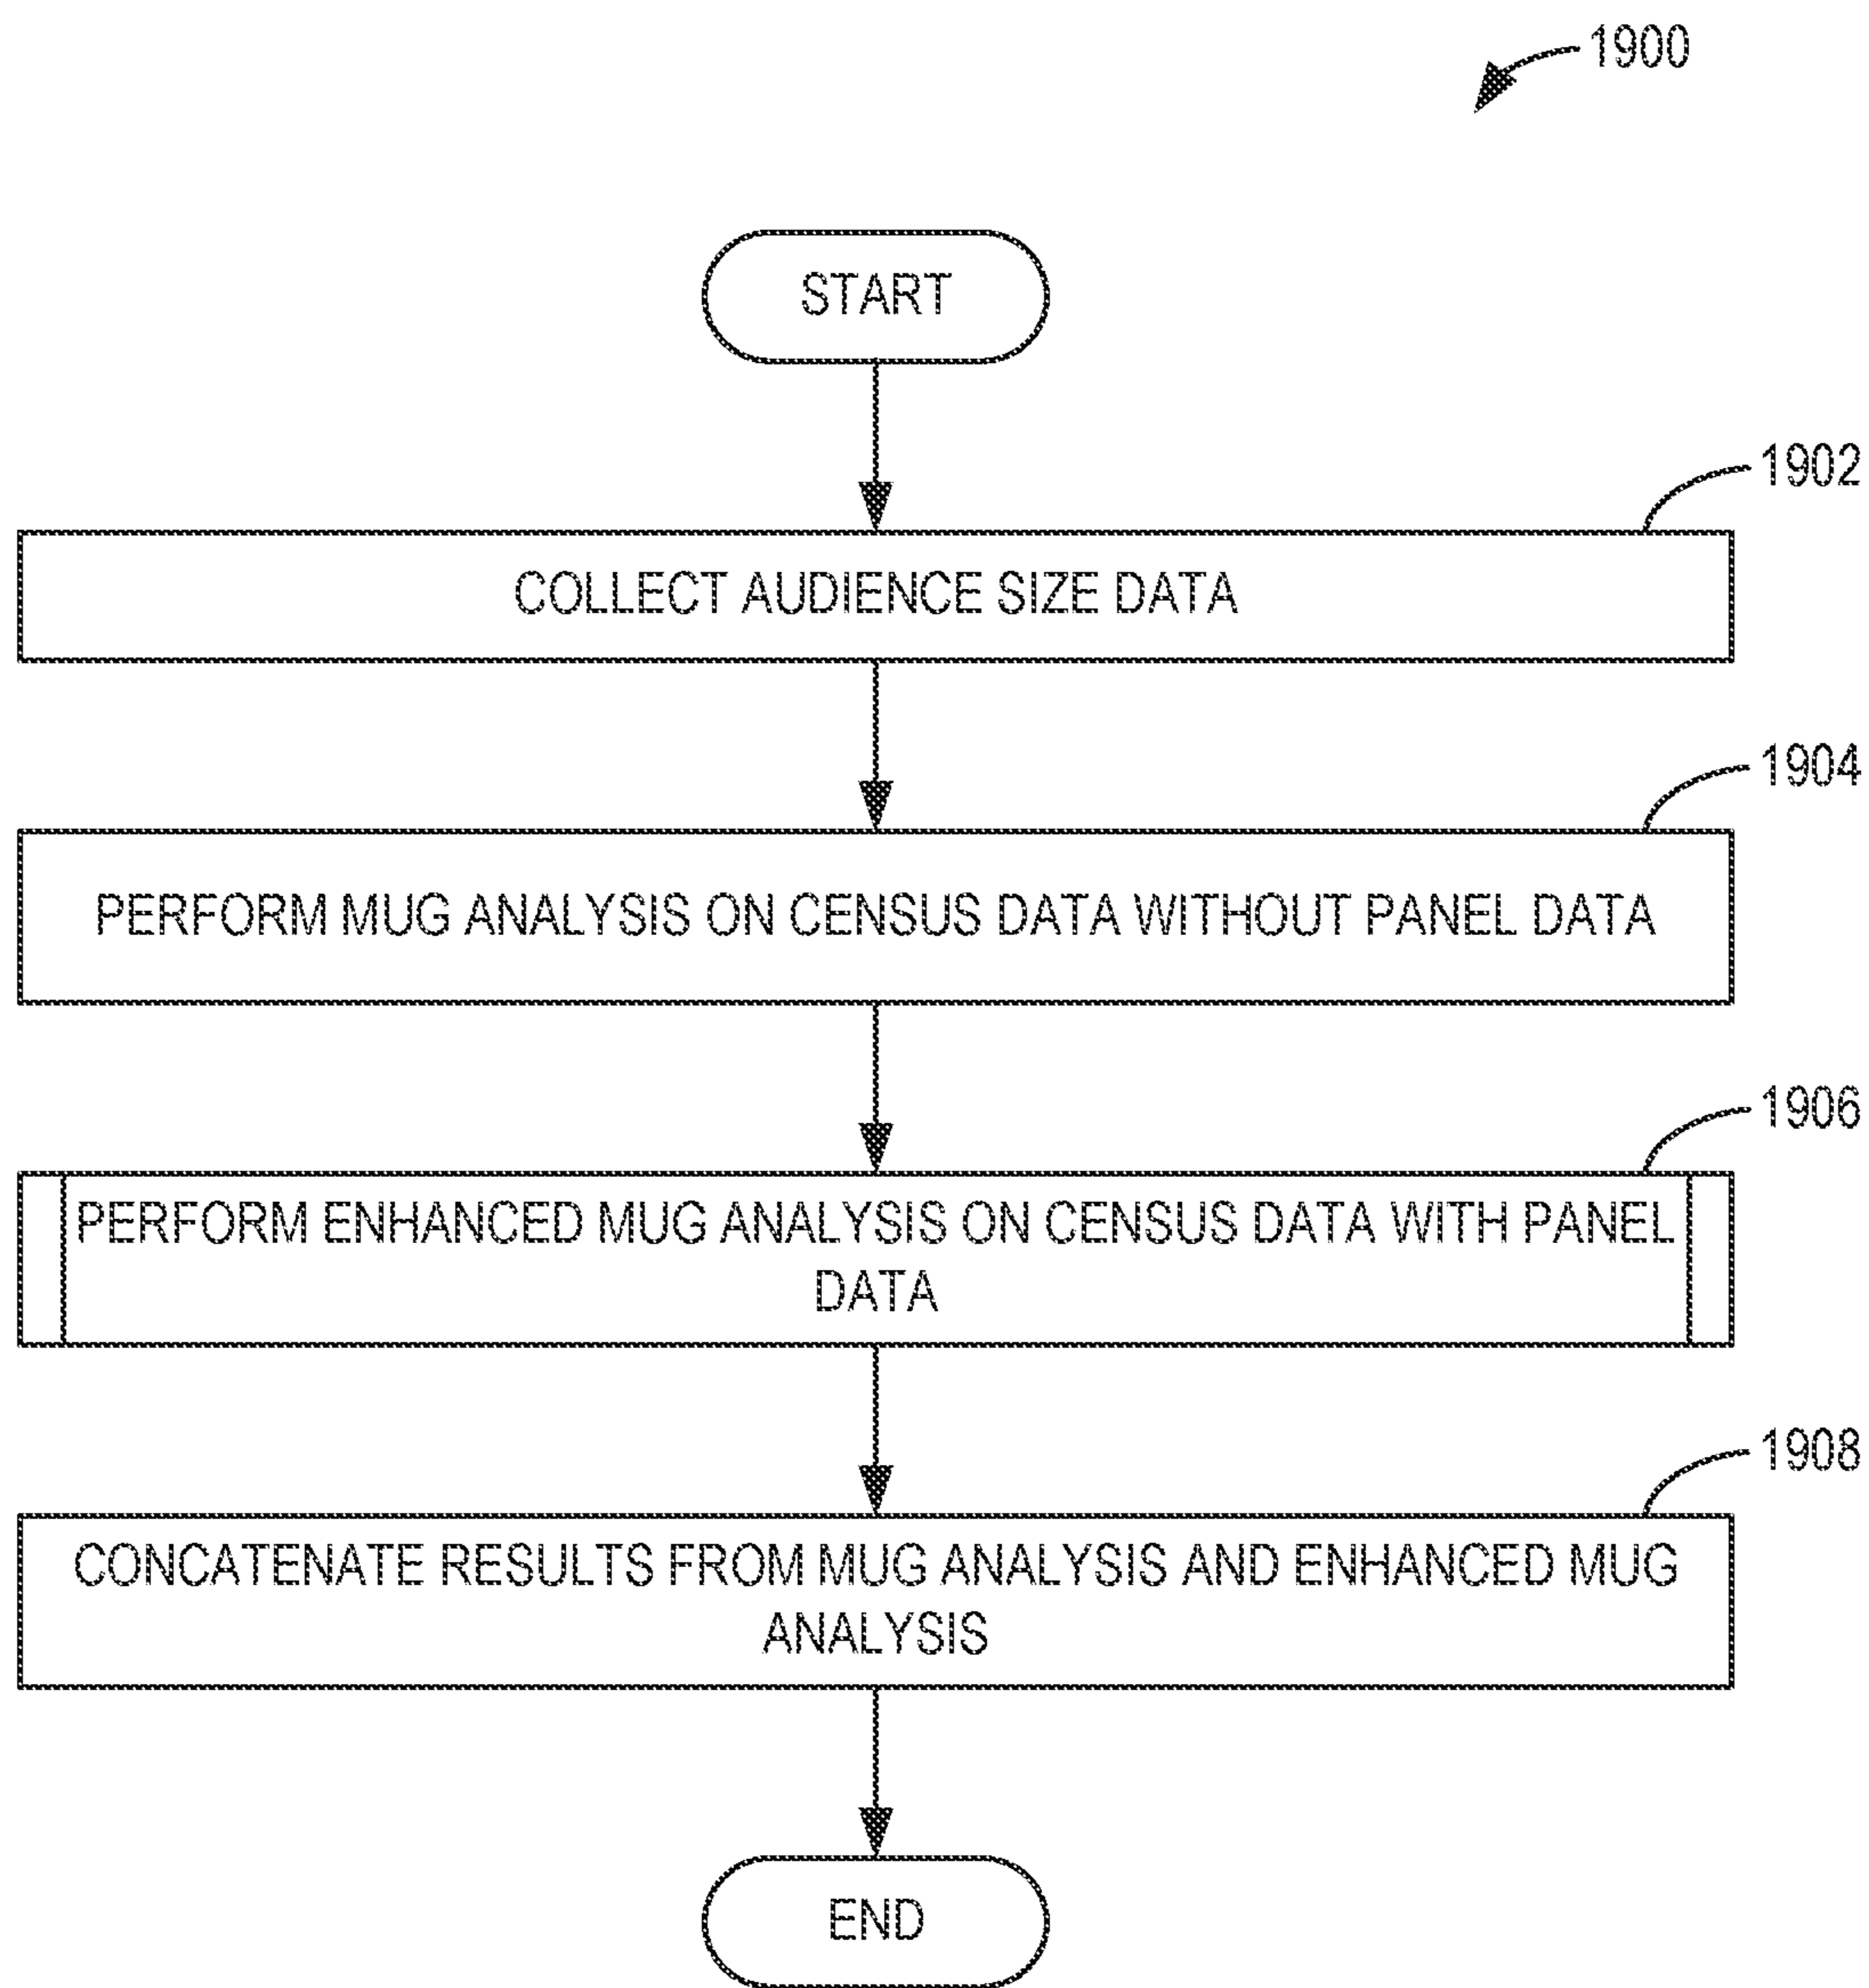 1900
START
1902
COLLECT AUDIENCE SIZE DATA
1904
PERFORM MUG ANALYSIS ON CENSUS DATA WITHOUT PANEL DATA
1906
PERFORM ENHANCED MUG ANALYSIS ON CENSUS DATA WITH PANEL
DATA
1908
CONCATENATE RESULTS FROM MUG ANALYSIS AND ENHANCED MUG
ANALYSIS
END